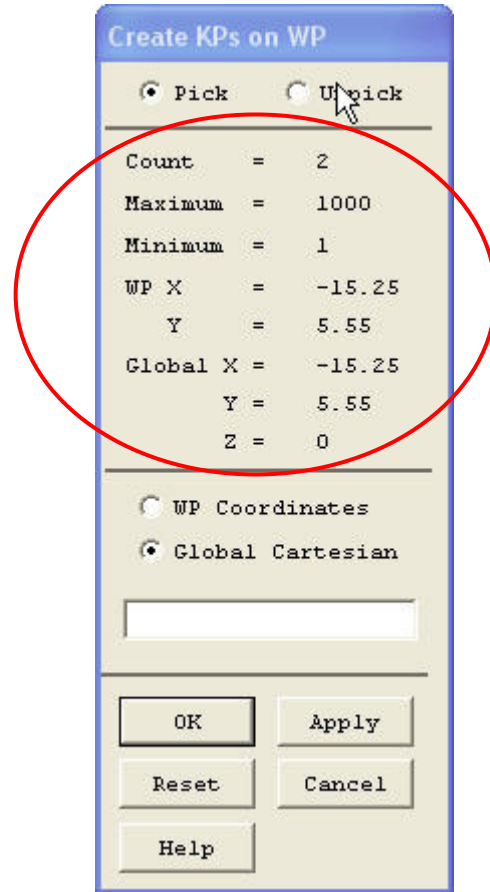 Create KPs on WP
Pick Unpick
Count = 2
Maximum = 1000
Minimum = 1
WP X = -15.25
Y = 5.55
Global X = -15.25
Y = 5.55
Z = 0
WP Coordinates
Global Cartesian
OK Apply
Reset Cancel
Help